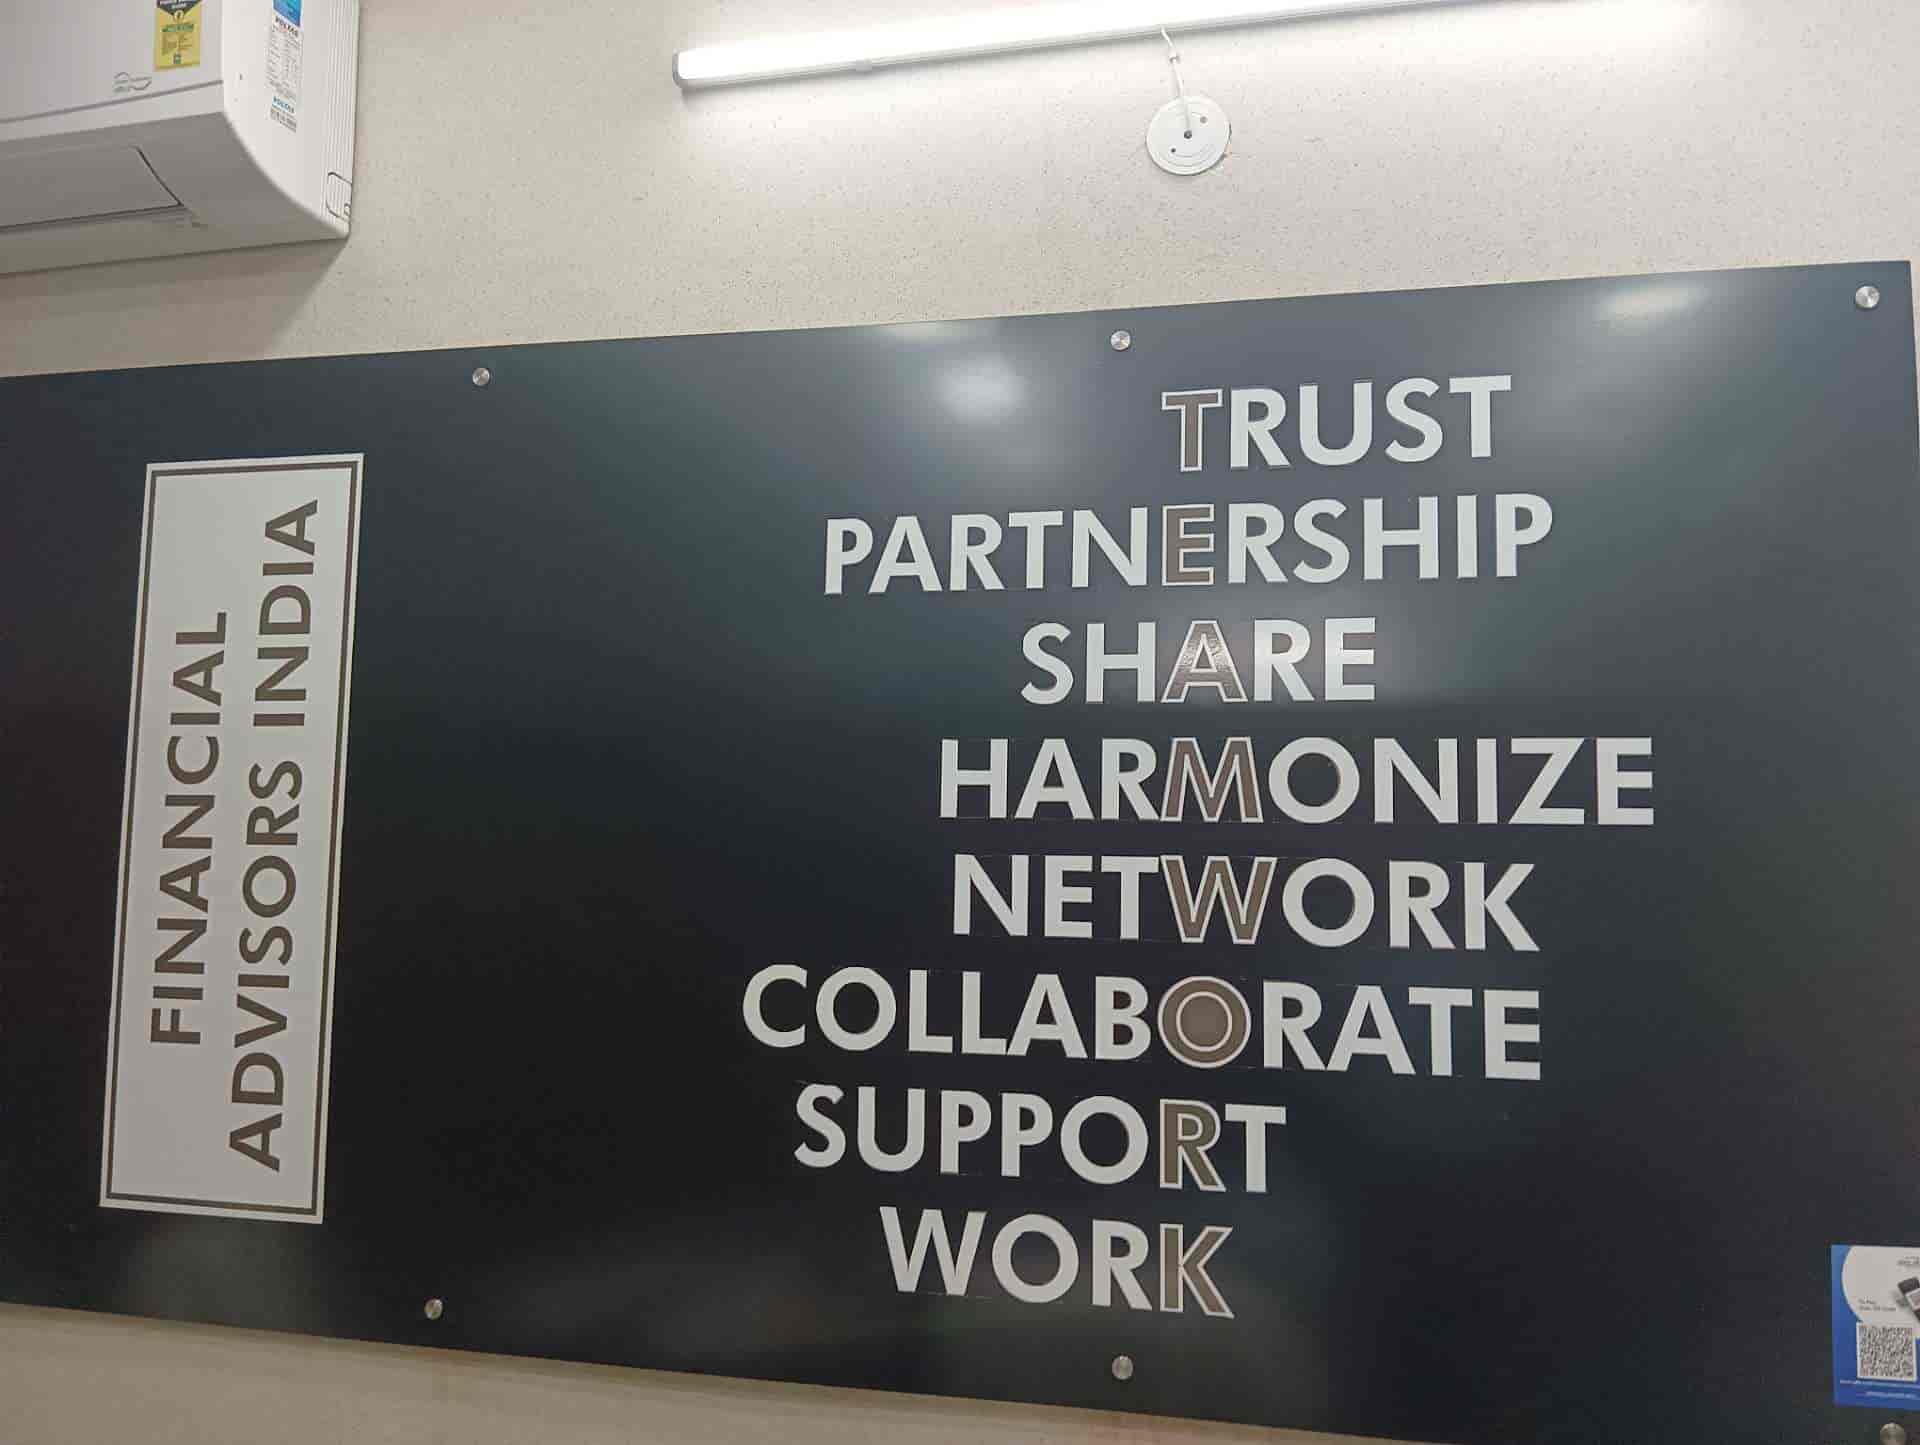 FINANCIAL
ADVISORS INDIA
TRUST
PARTNERSHIP
SHARE
HARMONIZE
NETWORK
COLLABORATE
SUPPORT
WORK